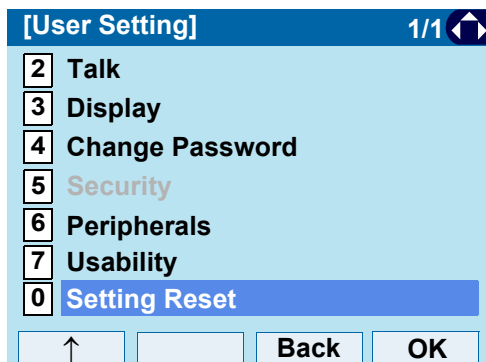 [User Setting] 1/1
2 Talk
3 Display
4 Change Password
5 Security
6 Peripherals
7 Usability
0 Setting Reset
↑ Back OK